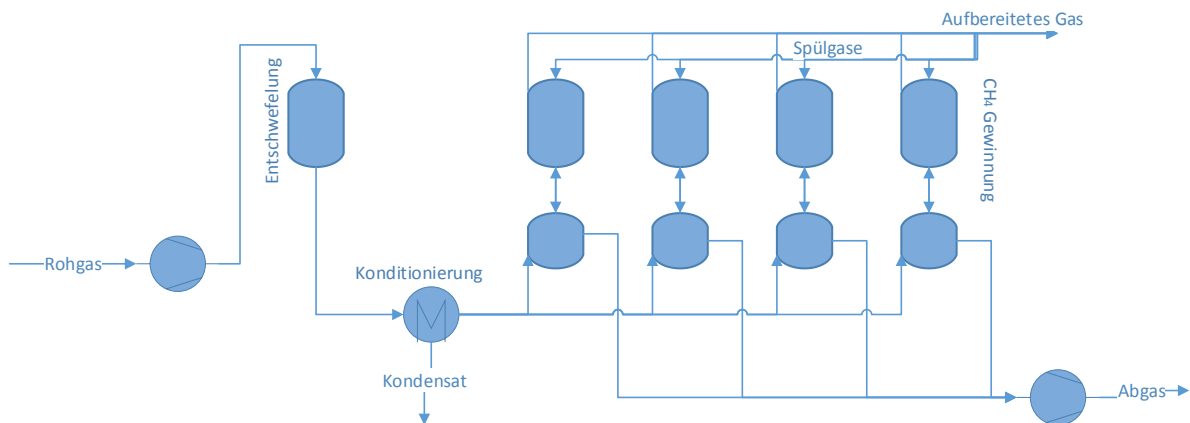 Aufbereitetes Gas
Spülgase
Entschwefelung
CH₄ Gewinnung
Rohgas
Konditionierung
Kondensat
Abgas